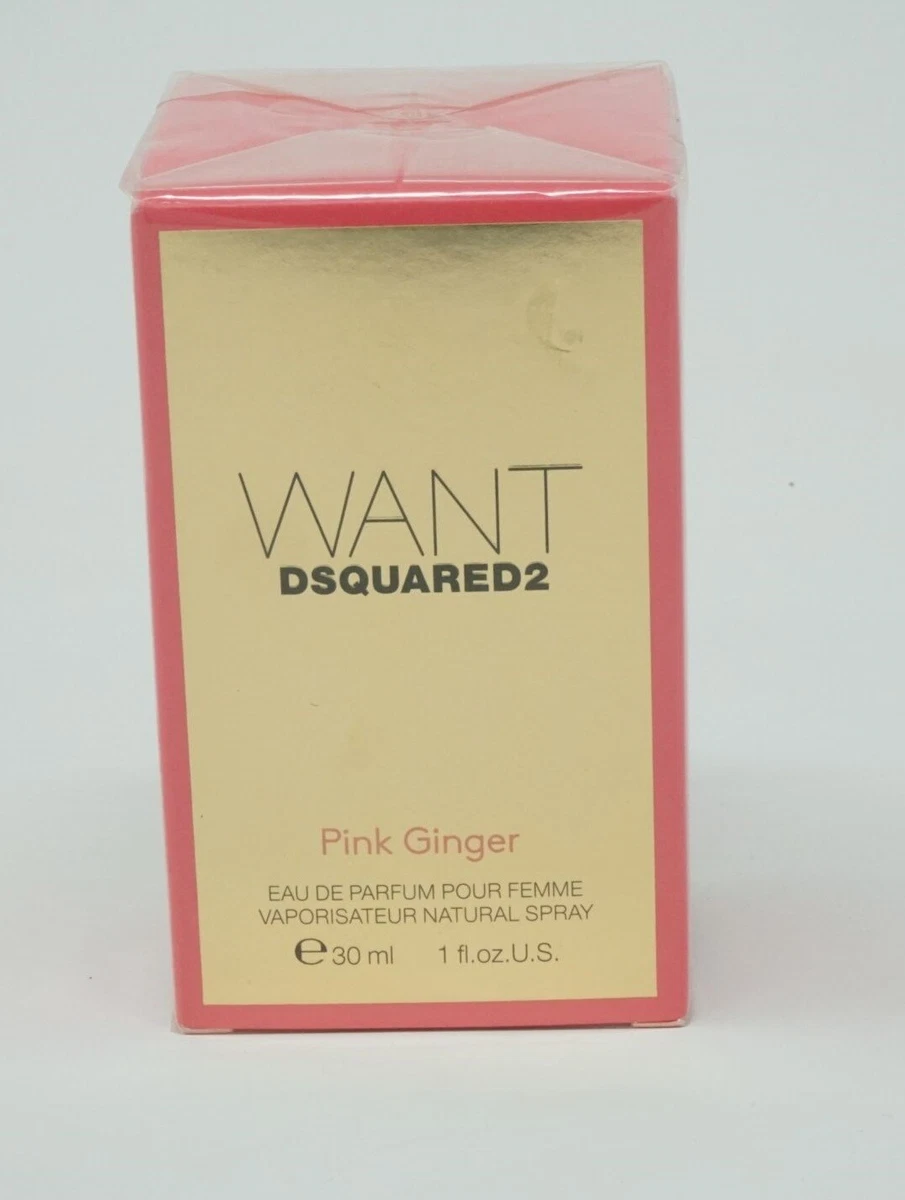 WANT
DSQUARED2
Pink Ginger
EAU DE PARFUM POUR FEMME
VAPORISATEUR NATURAL SPRAY
℮ 30 ml 1 fl.oz.U.S.